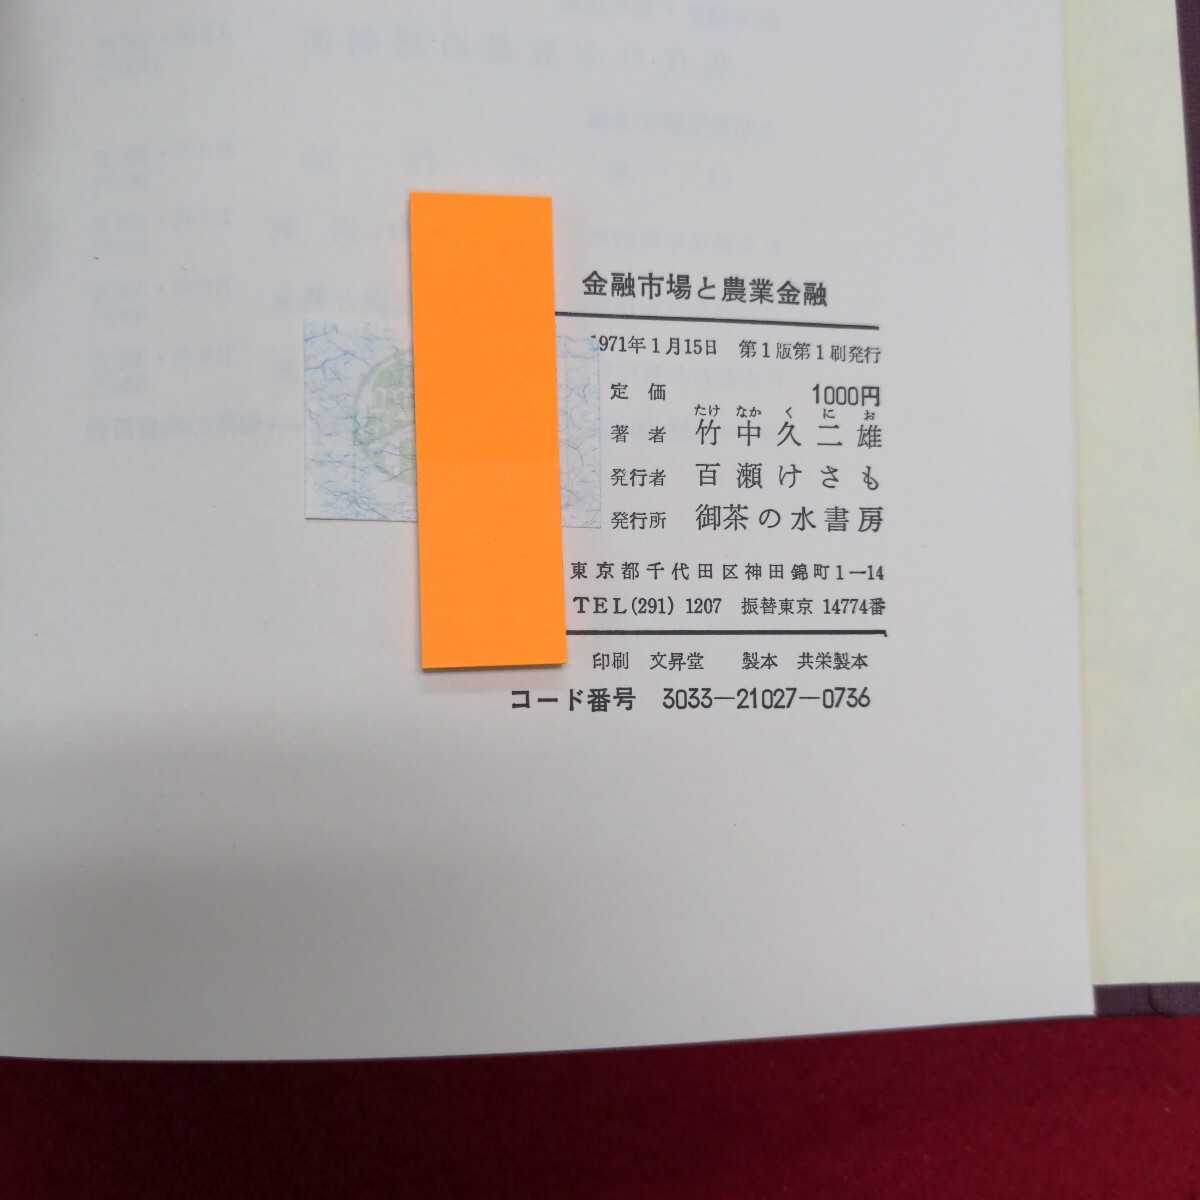 金融市場と農業金融
1971年1月15日 第1版第1刷発行
定価 1000円
たけ なか く に お
著者 竹中久二雄
発行者 百瀬けさも
発行所 御茶の水書房
東京都千代田区神田錦町1―14
TEL(291) 1207 振替東京 14774番
印刷 文昇堂 製本 共栄製本
コード番号 3033―21027―0736